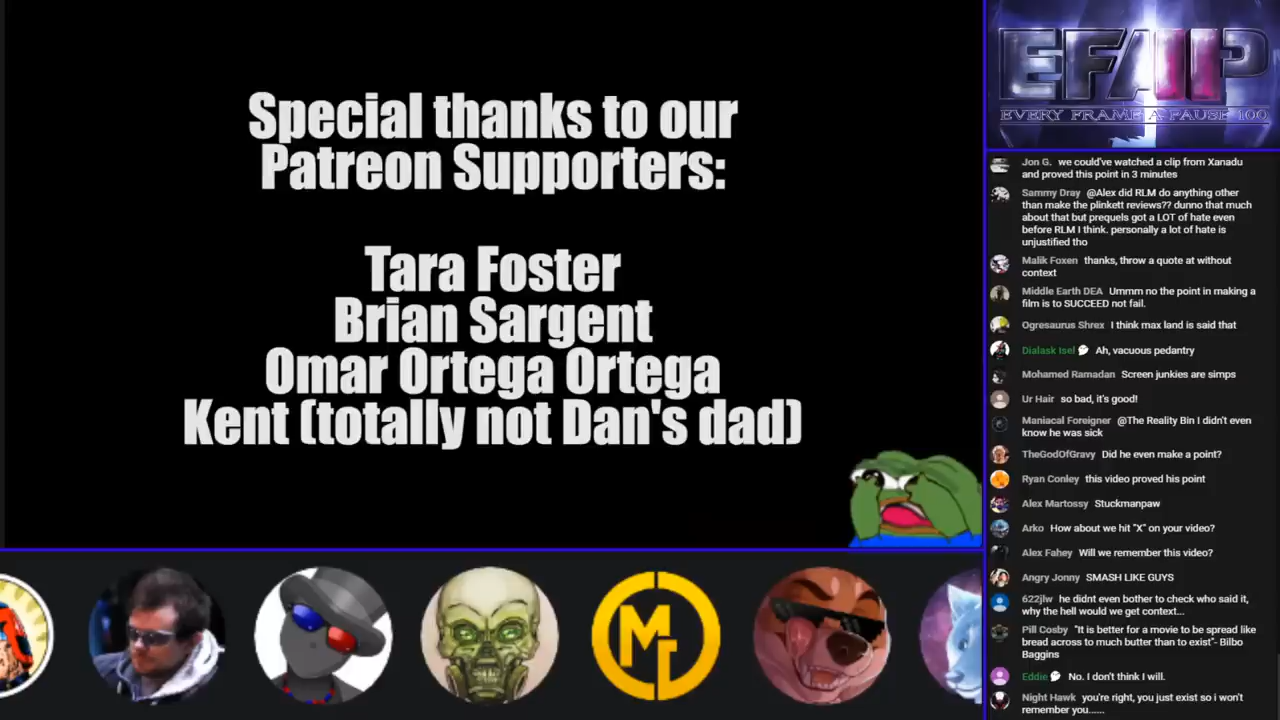 Special thanks to our
Patreon Supporters:
Tara Foster
Brian Sargent
Omar Ortega Ortega
Kent (totally not Dan's dad)
EFAP
EVERY FRAME A PAUSE 100
Jon G. we could've watched a clip from Xanadu
and proved this point in 3 minutes
Sammy Dray @Alex did RLM do anything other
than make the plinkett reviews?? dunno that much
about that but prequels got a LOT of hate even
before RLM I think. personally a lot of hate is
unjustified tho
Malik Foxen thanks, throw a quote at without
context
Middle Earth DEA Ummm no the point in making a
film is to SUCCEED not fail.
Ogresaurus Shrex I think max land is said that
Dialask Isel Ah, vacuous pedantry
Mohamed Ramadan Screen junkies are simps
Ur Hair so bad, it's good!
Maniacal Foreigner @The Reality Bin I didn't even
know he was sick
TheGodOfGravy Did he even make a point?
Ryan Conley this video proved his point
Alex Martossy Stuckmanpaw
Arko How about we hit "X" on your video?
Alex Fahey Will we remember this video?
Angry Jonny SMASH LIKE GUYS
622jlw he didnt even bother to check who said it,
why the hell would we get context...
Pill Cosby "It is better for a movie to be spread like
bread across to much butter than to exist"- Bilbo
Baggins
Eddie No. I don't think I will.
Night Hawk you're right, you just exist so i won't
remember you......
MG